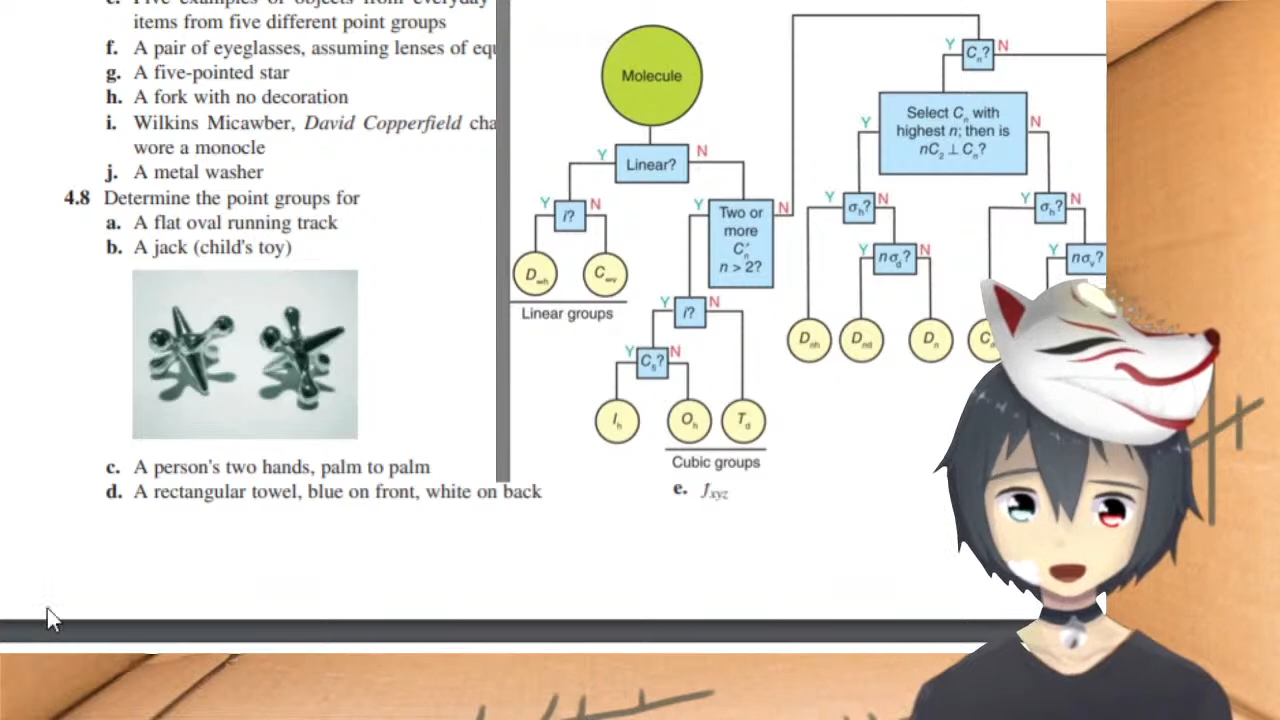 items from five different point groups
f. A pair of eyeglasses, assuming lenses of
g. A five-pointed star
h. A fork with no decoration
i. Wilkins Micawber, David Copperfield
wore a monocle
j. A metal washer
4.8 Determine the point groups for
a. A flat oval running track
b. A jack (child's toy)
c. A person's two hands, palm to palm
d. A rectangular towel, blue on front, white on back
Molecule
Y Linear? N
Y i? N
D∞h C∞v
Linear groups
Y Two or more Cn, n > 2? N
Y i? N
Y C5? N
Ih Oh Td
Cubic groups
e. fxyz
Y Cn? N
Y Select Cn with highest n; then is nC2 ⊥ Cn? N
Y σh? N
Y nσd? N
Dnh Dnd Dn
Y σh? N
Y nσv?